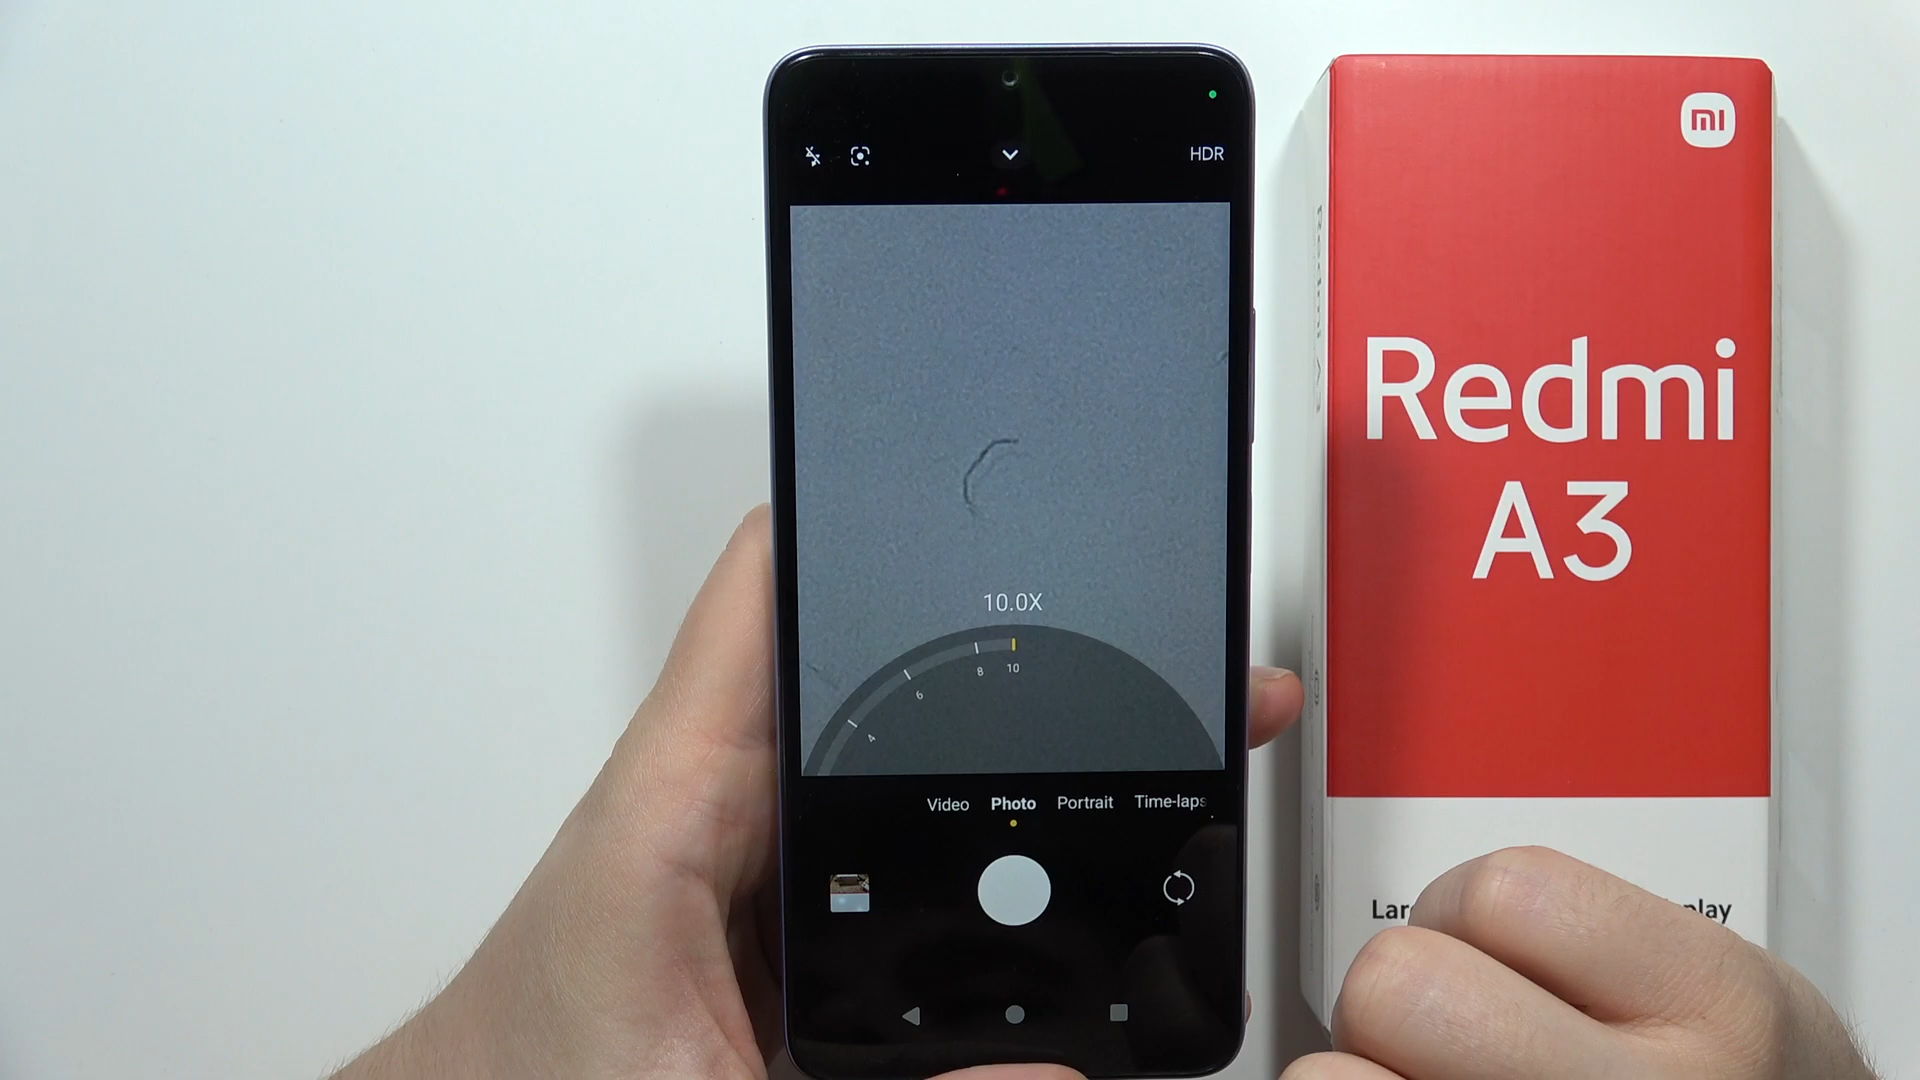 HDR
10.0X
4 6 8 10
Video Photo Portrait Time-laps
mi
Redmi
A3
Lar play